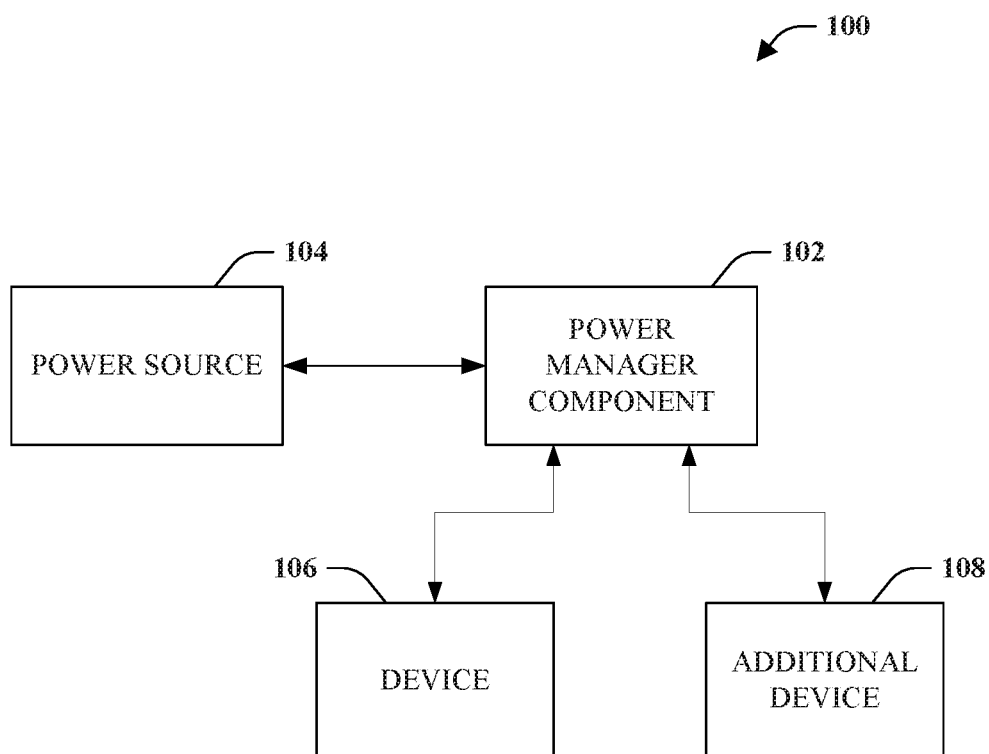 100
104
102
POWER SOURCE
POWER
MANAGER
COMPONENT
106
108
DEVICE
ADDITIONAL
DEVICE